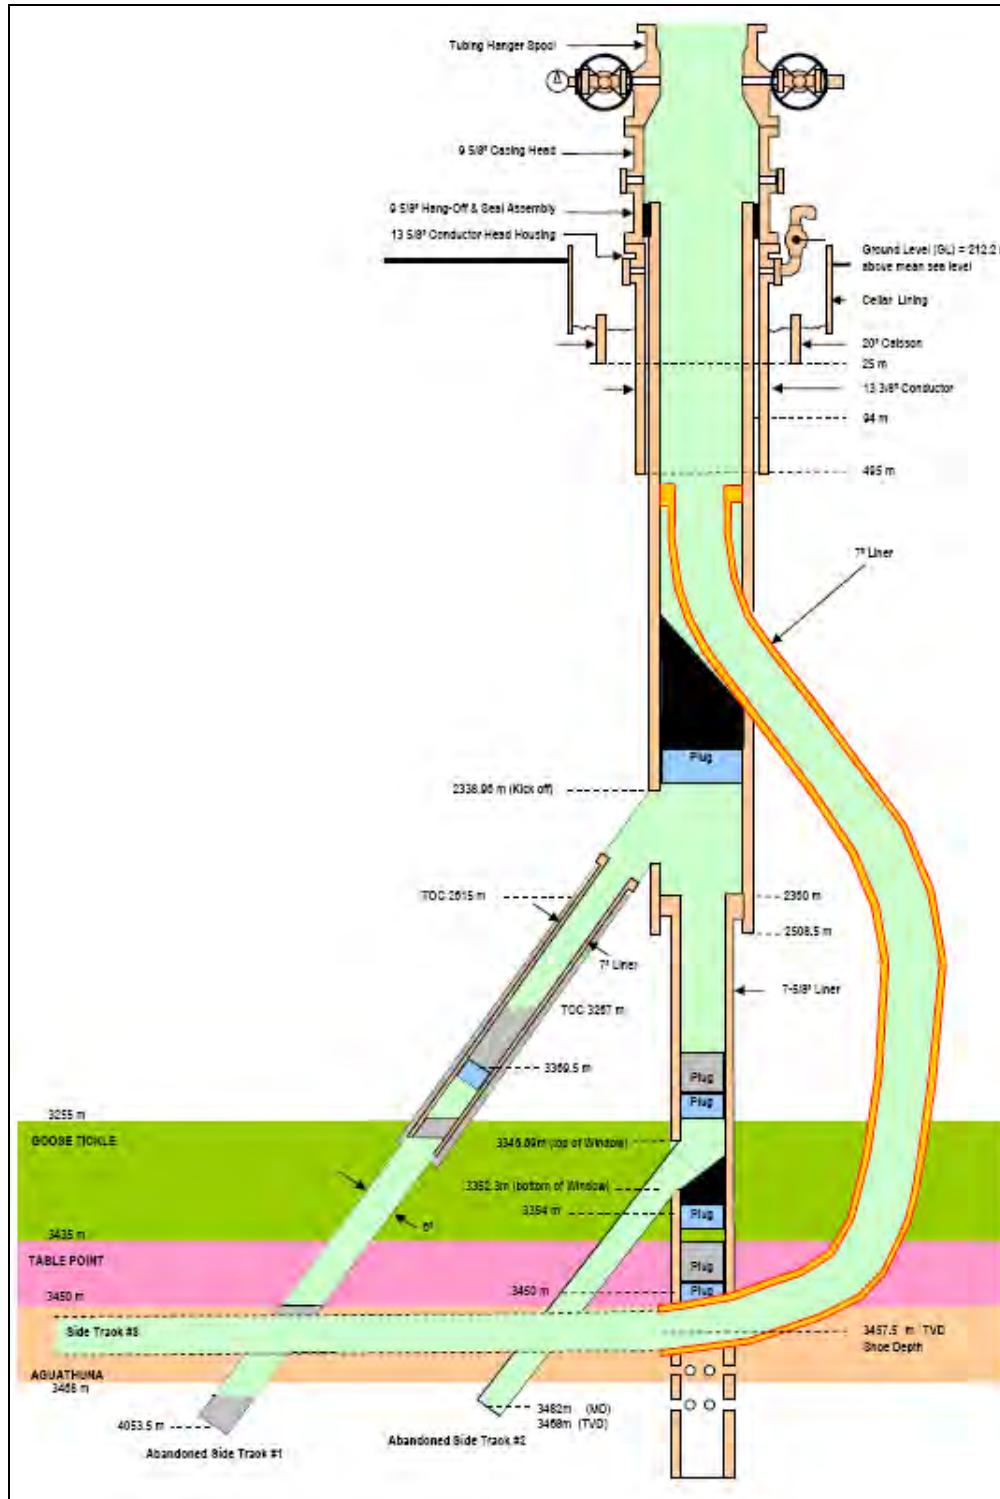 Tubing Hanger Spool
9 5/8" Casing Head
9 5/8" Hang-Off & Seal Assembly
13 5/8" Conductor Head Housing
Ground Level (GL) = 212.2
above mean sea level
Cellar Lining
20" Caisson
25 m
13 3/8" Conductor
94 m
495 m
7" Liner
Plug
2338.96 m (Kick off)
TOC 2615 m
2360 m
2508.5 m
7" Liner
7-5/8" Liner
TOC 3267 m
3369.5 m
Plug
Plug
3255 m
GOOSE TICKLE
3346.69m (top of Window)
3352.3m (bottom of Window)
3394 m
Plug
6"
3435 m
TABLE POINT
Plug
3450 m
3450 m
Plug
Side Track #3
3457.5 m TVD
Shoe Depth
AGUATHUNA
3468 m
3482m (MD)
3468m (TVD)
4053.5 m
Abandoned Side Track #1
Abandoned Side Track #2